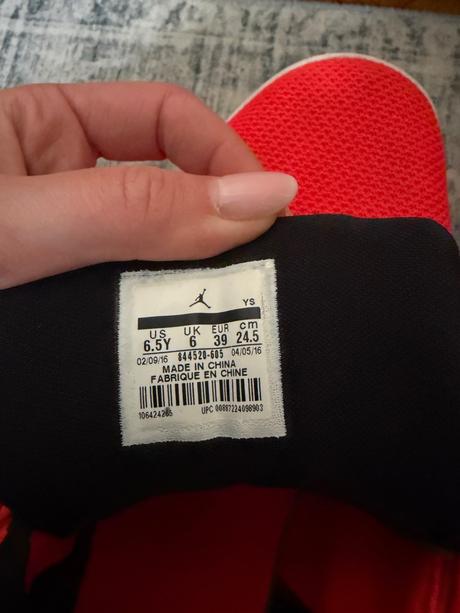 YS
US UK EUR cm
6.5Y 6 39 24.5
02/09/16 844520-605 04/05/16
MADE IN CHINA
FABRIQUE EN CHINE
106424265 UPC 00887224098903